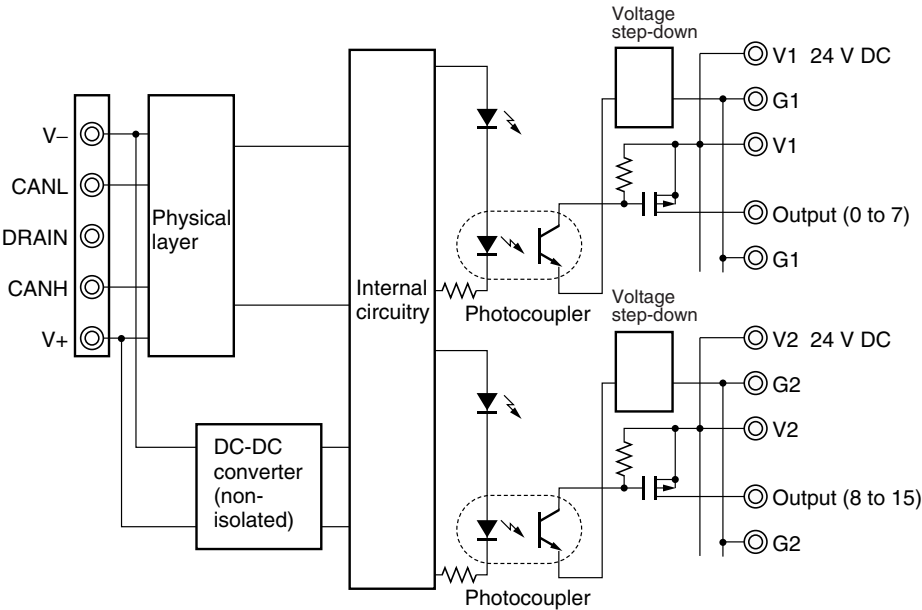 Voltage
step-down
V1 24 V DC
G1
V1
Output (0 to 7)
G1
V–
CANL
DRAIN
CANH
V+
Physical
layer
Internal
circuitry
Photocoupler
Voltage
step-down
V2 24 V DC
G2
V2
Output (8 to 15)
G2
DC-DC
converter
(non-
isolated)
Photocoupler